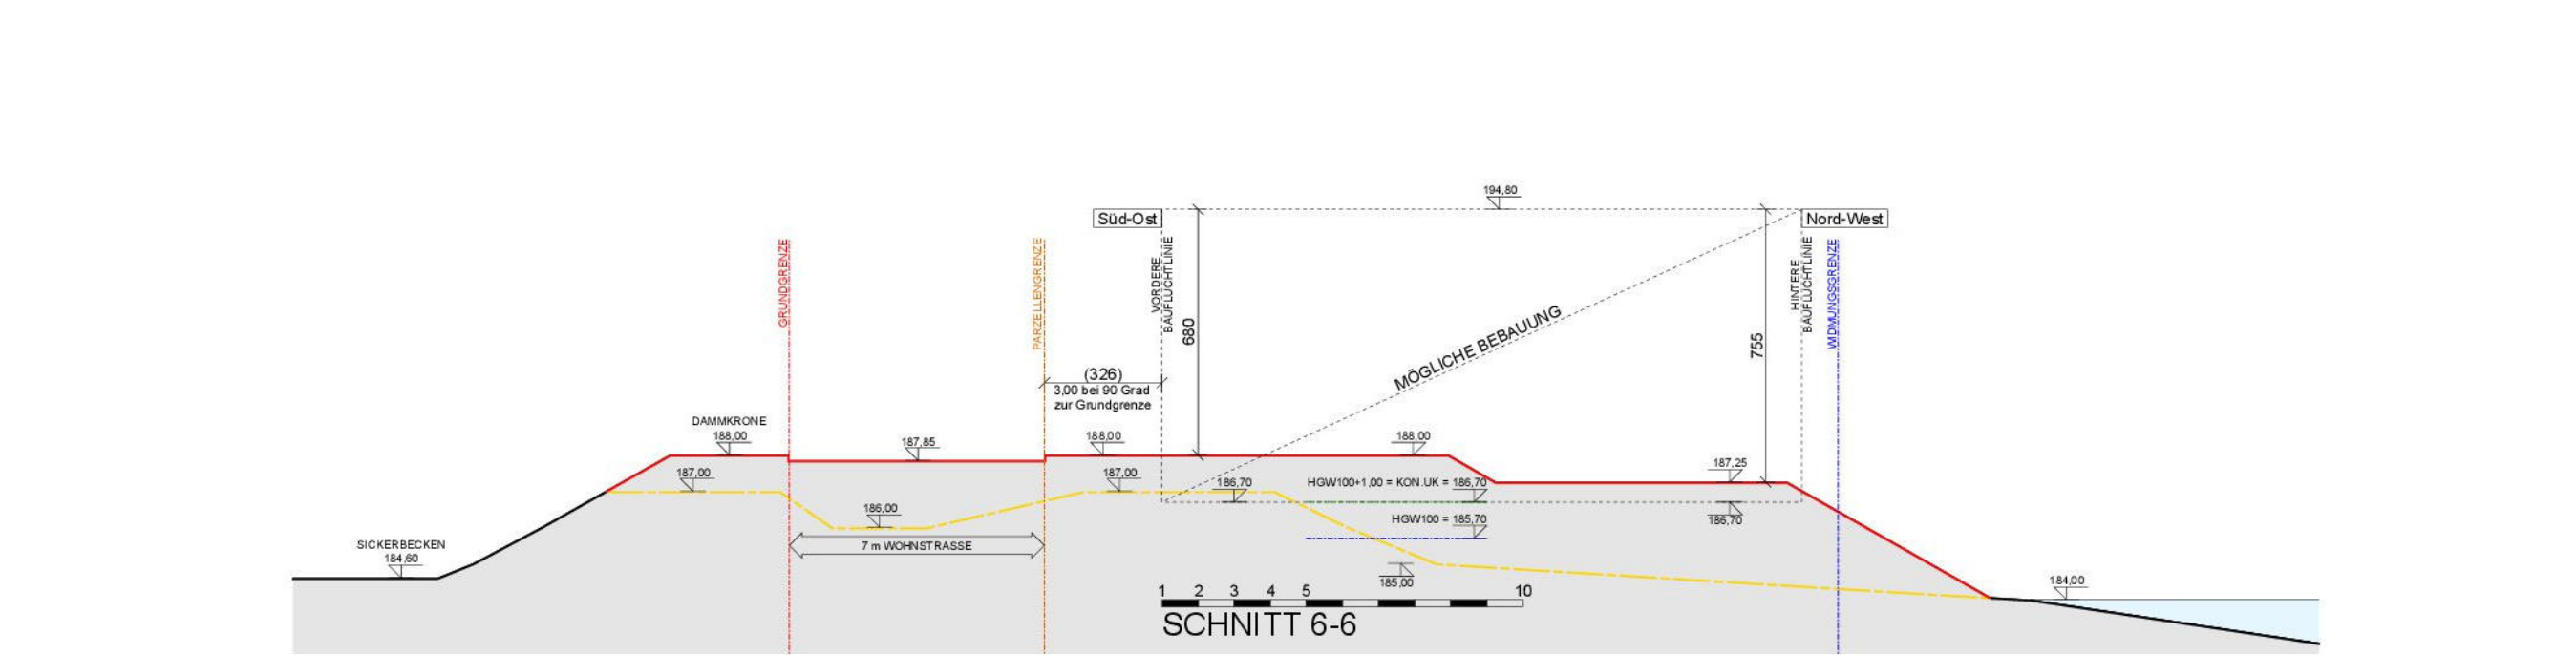 194,80
Süd-Ost
Nord-West
GRUNDGRENZE
PARZELLENGRENZE
VORDERE
BAUFLUCHTLINIE
HINTERE
BAUFLUCHTLINIE
WIDMUNGSGRENZE
680
755
MÖGLICHE BEBAUUNG
(326)
3,00 bei 90 Grad
zur Grundgrenze
DAMMKRONE
188,00
187,85
188,00
188,00
187,00
187,00
187,25
186,70
HGW100+1,00 = KON.UK = 186,70
186,00
HGW100 = 185,70
186,70
SICKERBECKEN
184,60
7 m WOHNSTRASSE
185,00
184,00
1 2 3 4 5 10
SCHNITT 6-6